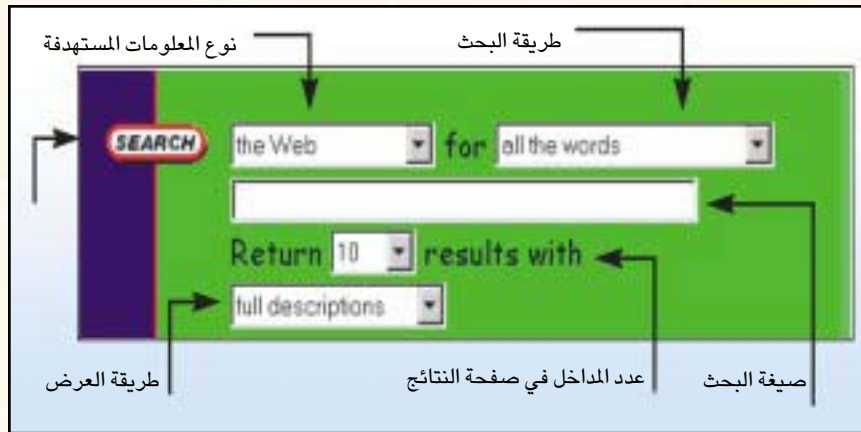 نوع المعلومات المستهدفة
طريقة البحث
SEARCH the Web for all the words
Return 10 results with
full descriptions
طريقة العرض
عدد المداخل في صفحة النتائج
صيغة البحث